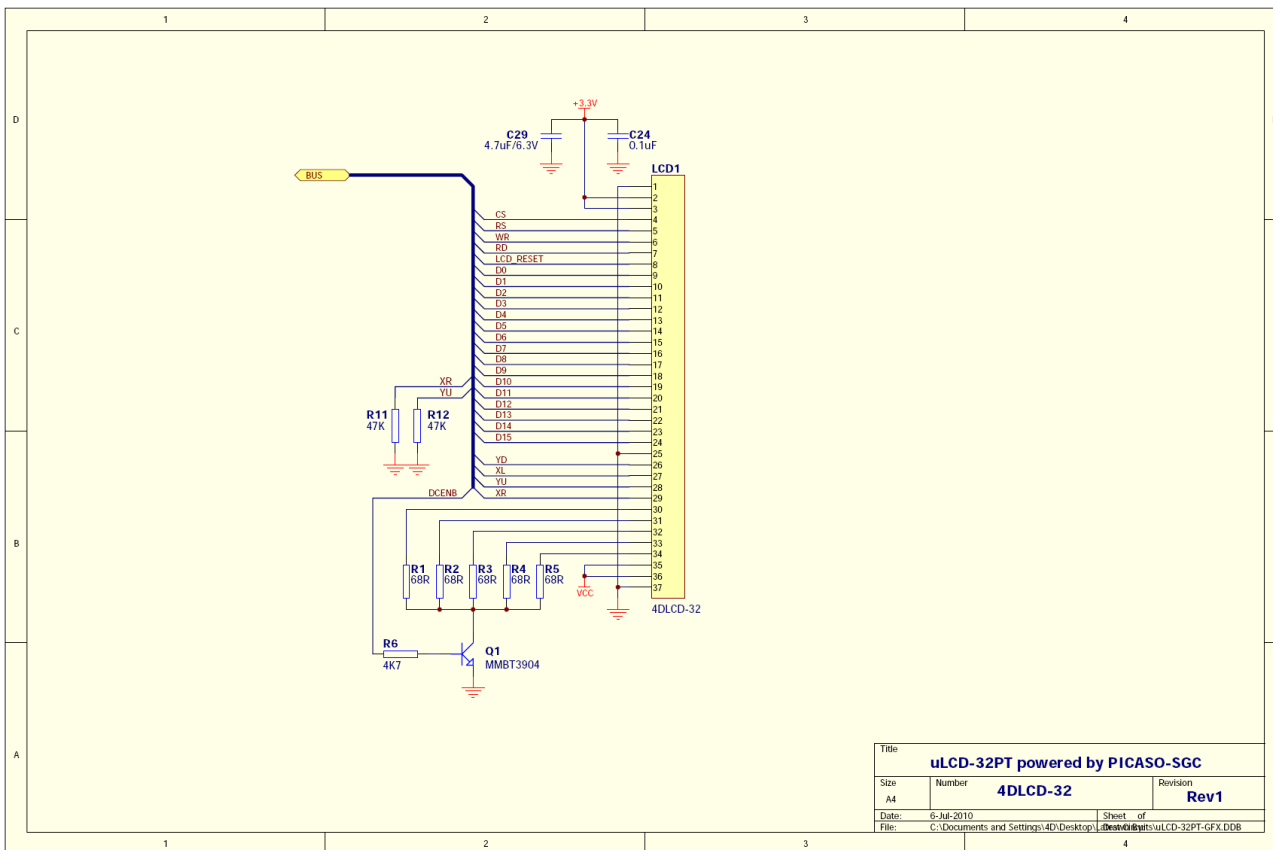 1 2 3 4
D
C
B
A
+3.3V
C29
4.7uF/6.3V
C24
0.1uF
BUS
LCD1
1
2
3
CS 4
RS 5
WR 6
RD 7
LCD_RESET 8
D0 9
D1 10
D2 11
D3 12
D4 13
D5 14
D6 15
D7 16
D8 17
D9 18
D10 19
D11 20
D12 21
D13 22
D14 23
D15 24
25
YD 26
XL 27
YU 28
XR 29
30
31
32
33
34
35
36
37
4DLCD-32
XR
YU
R11
47K
R12
47K
DCENB
R1 R2 R3 R4 R5
68R 68R 68R 68R 68R
VCC
R6
4K7
Q1
MMBT3904
Title
uLCD-32PT powered by PICASO-SGC
Size Number Revision
A4 4DLCD-32 Rev1
Date: 6-Jul-2010 Sheet of
File: C:\Documents and Settings\4D\Desktop\ \uLCD-32PT-GFX.DDB
1 2 3 4